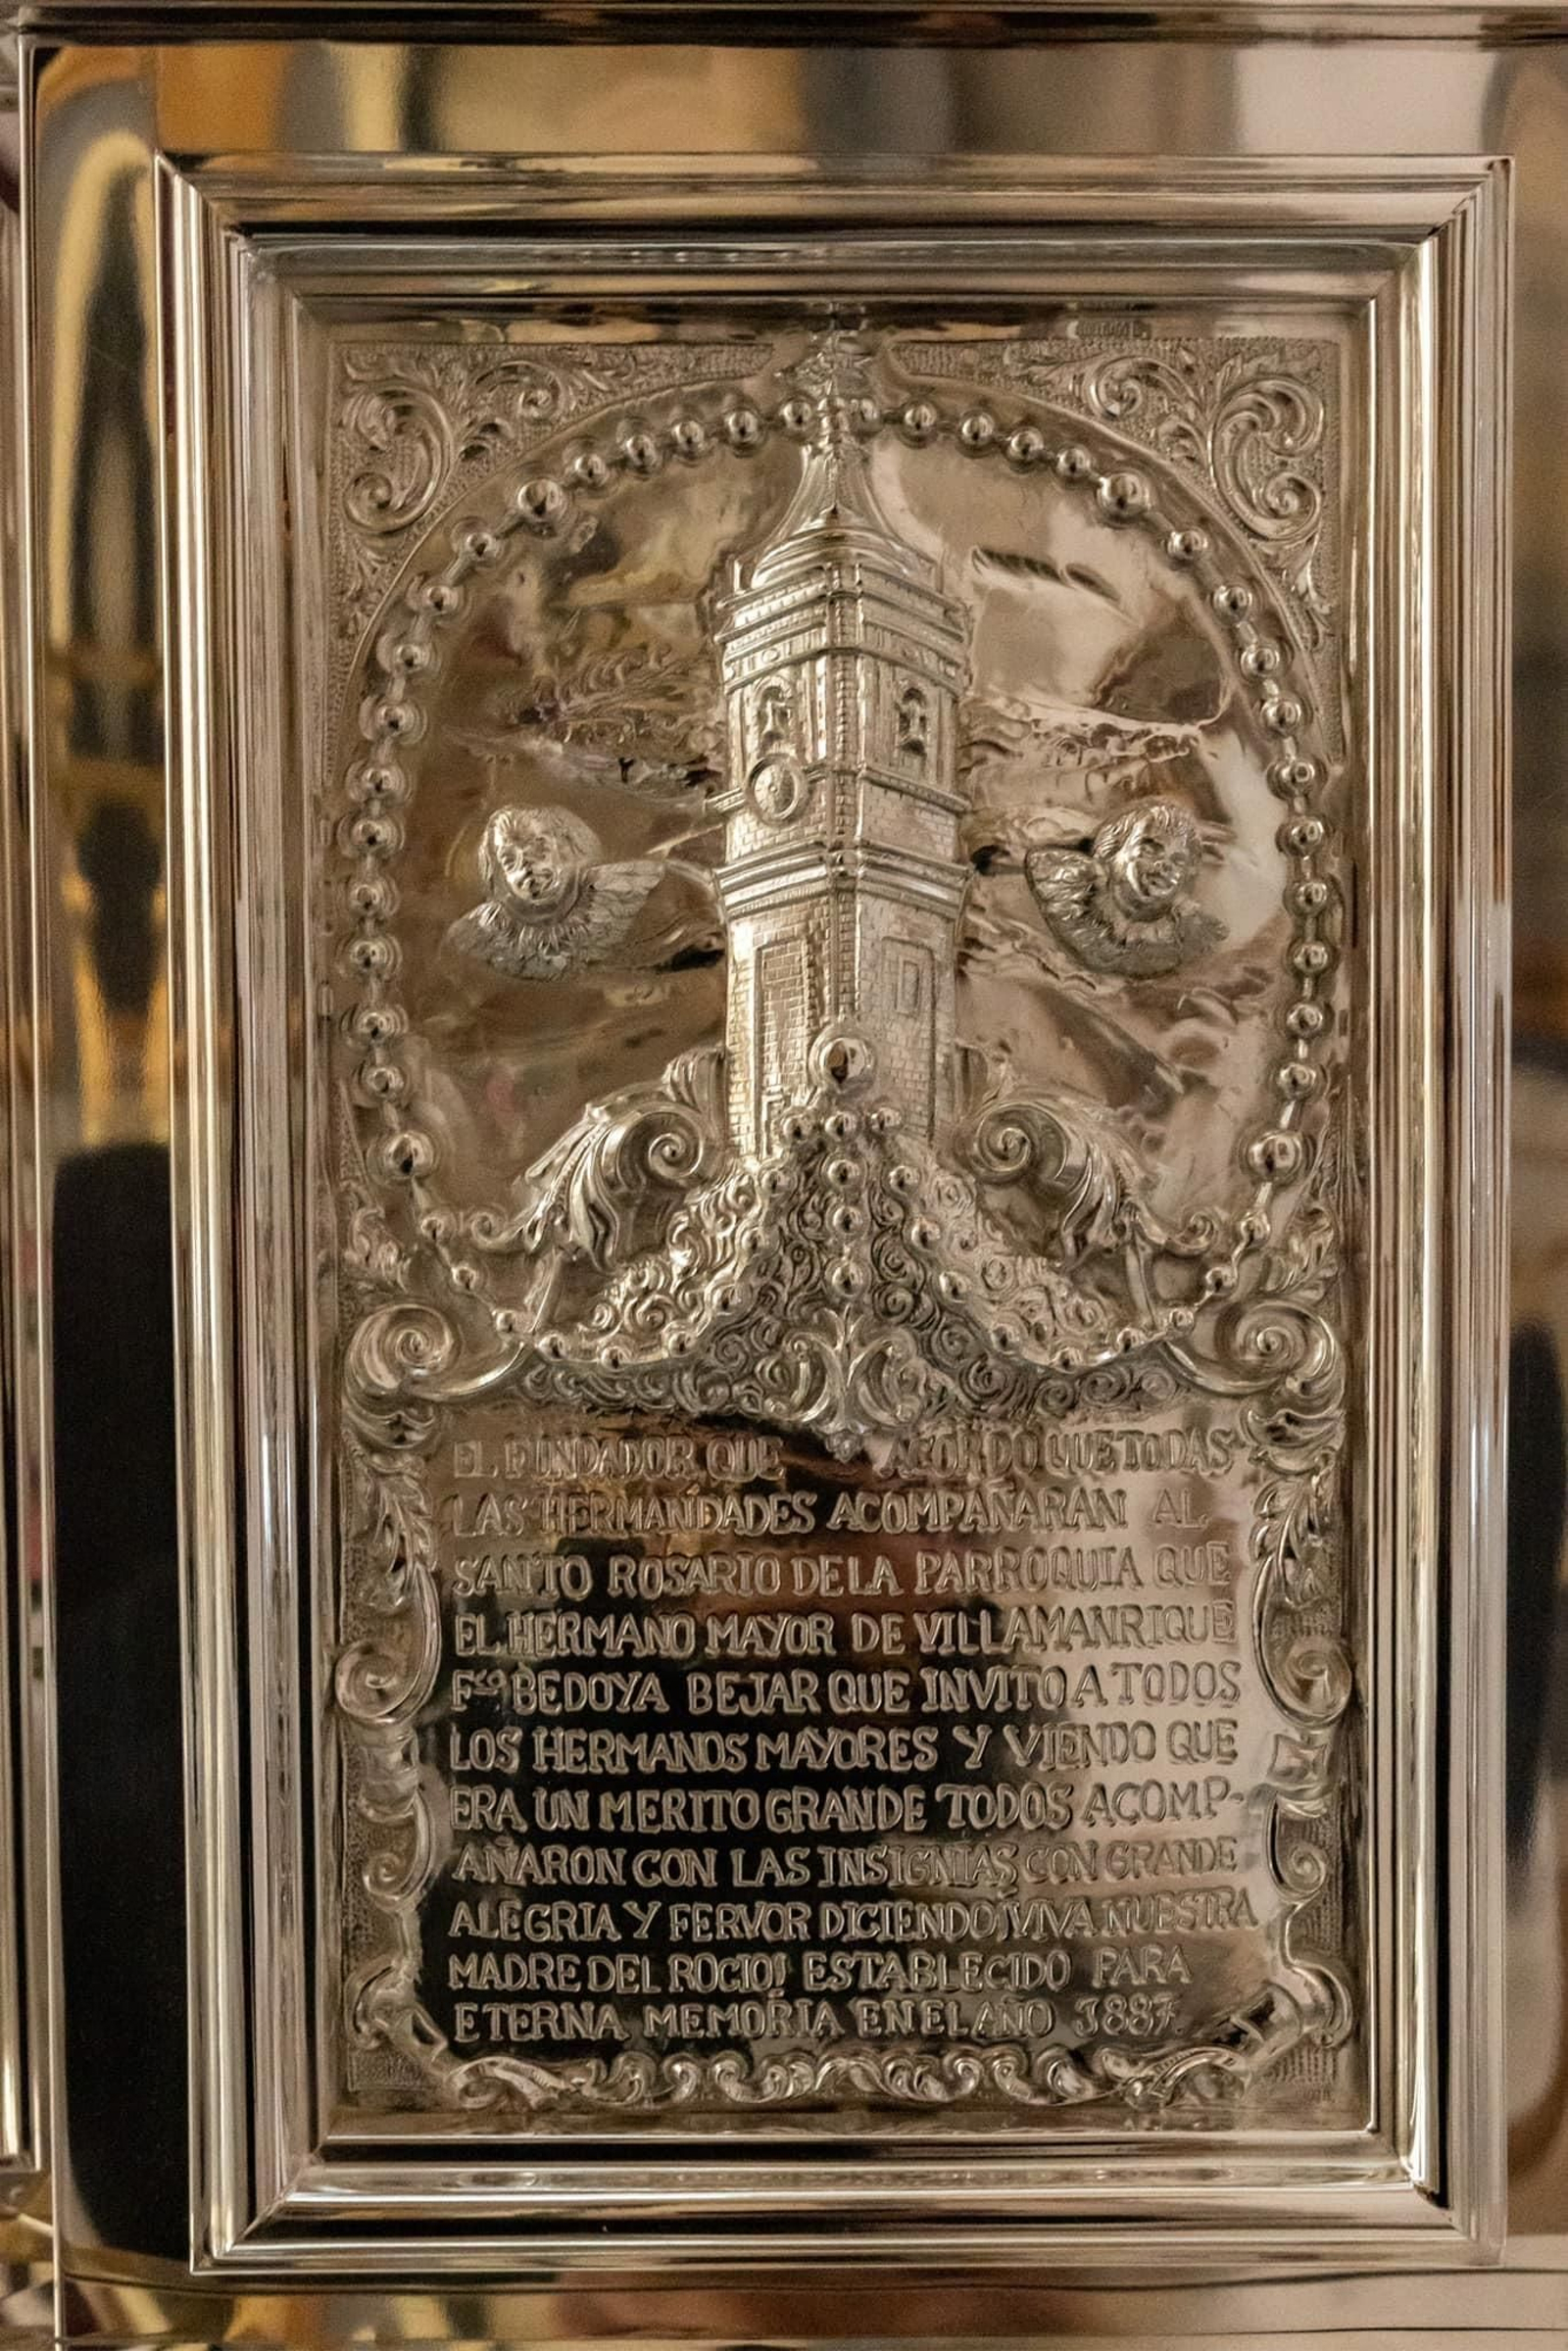 EL FUNDADOR QUE ACORDO QUE TODAS
LAS HERMANDADES ACOMPAÑARAN AL
SANTO ROSARIO DE LA PARROQUIA QUE
EL HERMANO MAYOR DE VILLAMANRIQUE
Fsco BEDOYA BEJAR QUE INVITO A TODOS
LOS HERMANOS MAYORES Y VIENDO QUE
ERA UN MERITO GRANDE TODOS ACOMP-
AÑARON CON LAS INSIGNIAS CON GRANDE
ALEGRIA Y FERVOR DICIENDO ¡VIVA NUESTRA
MADRE DEL ROCIO! ESTABLECIDO PARA
ETERNA MEMORIA EN EL AÑO 1887.